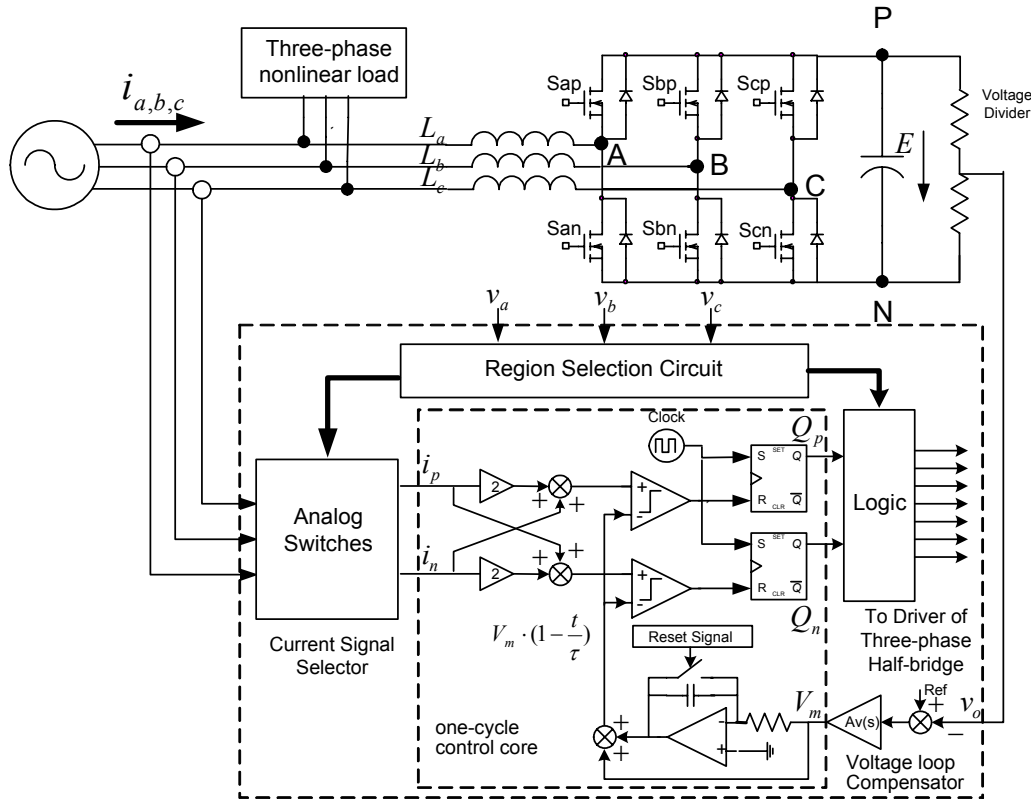 P
Three-phase
nonlinear load
i a,b,c
Sap
Sbp
Scp
Voltage
Divider
L_a
A
E
L_b
B
L_c
C
San
Sbn
Scn
N
v_a
v_b
v_c
Region Selection Circuit
Clock
Q_p
i_p
2
+
+
+
-
S
SET
Q
R
CLR
Q̅
Analog
Switches
Logic
i_n
2
+
+
+
-
S
SET
Q
R
CLR
Q̅
Q_n
Current Signal
Selector
V_m · (1 − t/τ)
Reset Signal
To Driver of
Three-phase
Half-bridge
one-cycle
control core
+
+
-
+
V_m
Av(s)
Ref
+
−
v_o
Voltage loop
Compensator